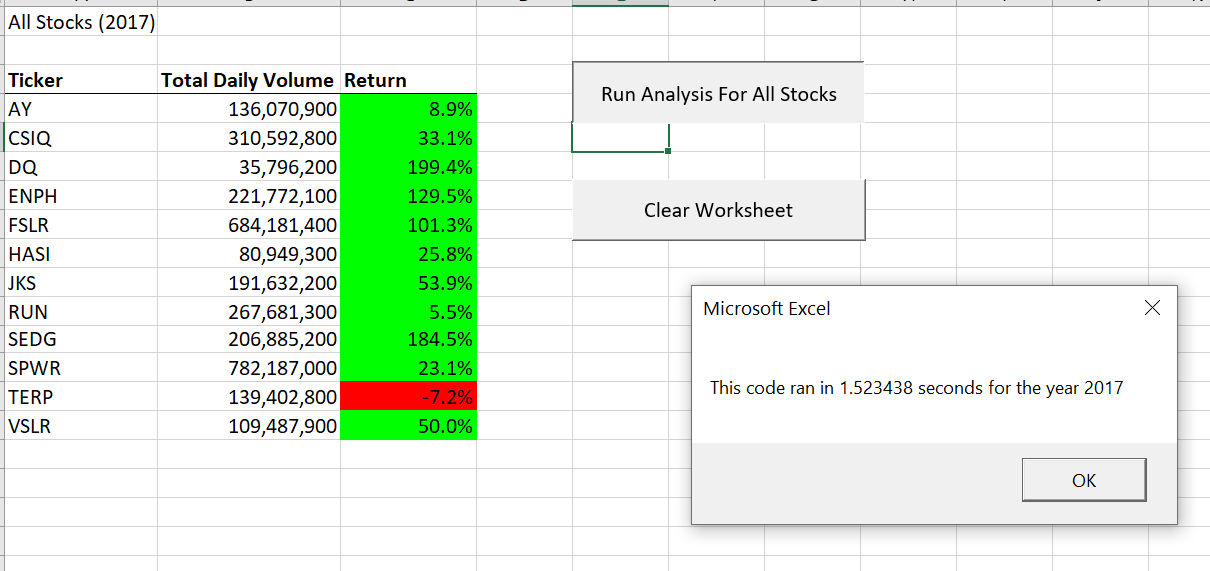 All Stocks (2017)
Ticker Total Daily Volume Return
AY 136,070,900 8.9%
CSIQ 310,592,800 33.1%
DQ 35,796,200 199.4%
ENPH 221,772,100 129.5%
FSLR 684,181,400 101.3%
HASI 80,949,300 25.8%
JKS 191,632,200 53.9%
RUN 267,681,300 5.5%
SEDG 206,885,200 184.5%
SPWR 782,187,000 23.1%
TERP 139,402,800 -7.2%
VSLR 109,487,900 50.0%
Run Analysis For All Stocks
Clear Worksheet
Microsoft Excel
This code ran in 1.523438 seconds for the year 2017
OK